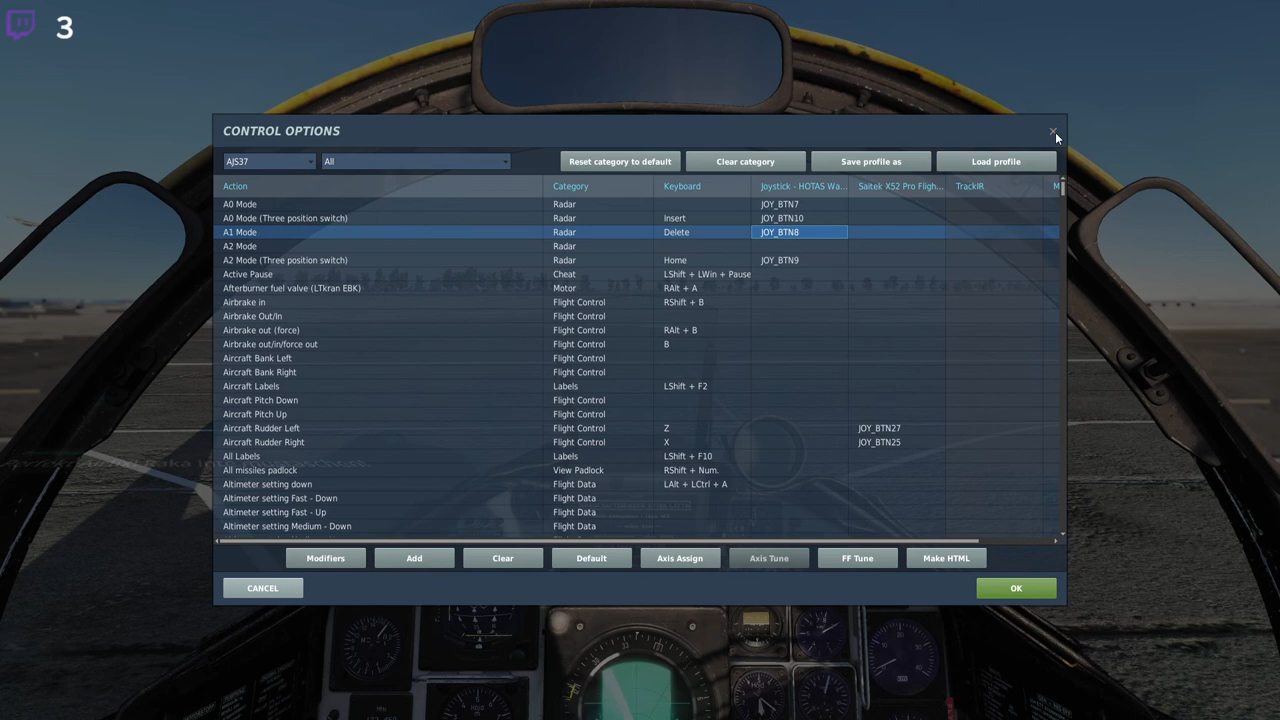 3
CONTROL OPTIONS
AJS37 All Reset category to default Clear category Save profile as Load profile
Action Category Keyboard Joystick - HOTAS Wa... Saitek X52 Pro Fligh... TrackIR M
A0 Mode Radar JOY_BTN7
A0 Mode (Three position switch) Radar Insert JOY_BTN10
A1 Mode Radar Delete JOY_BTN8
A2 Mode Radar
A2 Mode (Three position switch) Radar Home JOY_BTN9
Active Pause Cheat LShift + LWin + Pause
Afterburner fuel valve (LTkran EBK) Motor RAlt + A
Airbrake in Flight Control RShift + B
Airbrake Out/In Flight Control
Airbrake out (force) Flight Control RAlt + B
Airbrake out/in/force out Flight Control B
Aircraft Bank Left Flight Control
Aircraft Bank Right Flight Control
Aircraft Labels Labels LShift + F2
Aircraft Pitch Down Flight Control
Aircraft Pitch Up Flight Control
Aircraft Rudder Left Flight Control Z JOY_BTN27
Aircraft Rudder Right Flight Control X JOY_BTN25
All Labels Labels LShift + F10
All missiles padlock View Padlock RShift + Num.
Altimeter setting down Flight Data LAlt + LCtrl + A
Altimeter setting Fast - Down Flight Data
Altimeter setting Fast - Up Flight Data
Altimeter setting Medium - Down Flight Data
Modifiers Add Clear Default Axis Assign Axis Tune FF Tune Make HTML
CANCEL OK